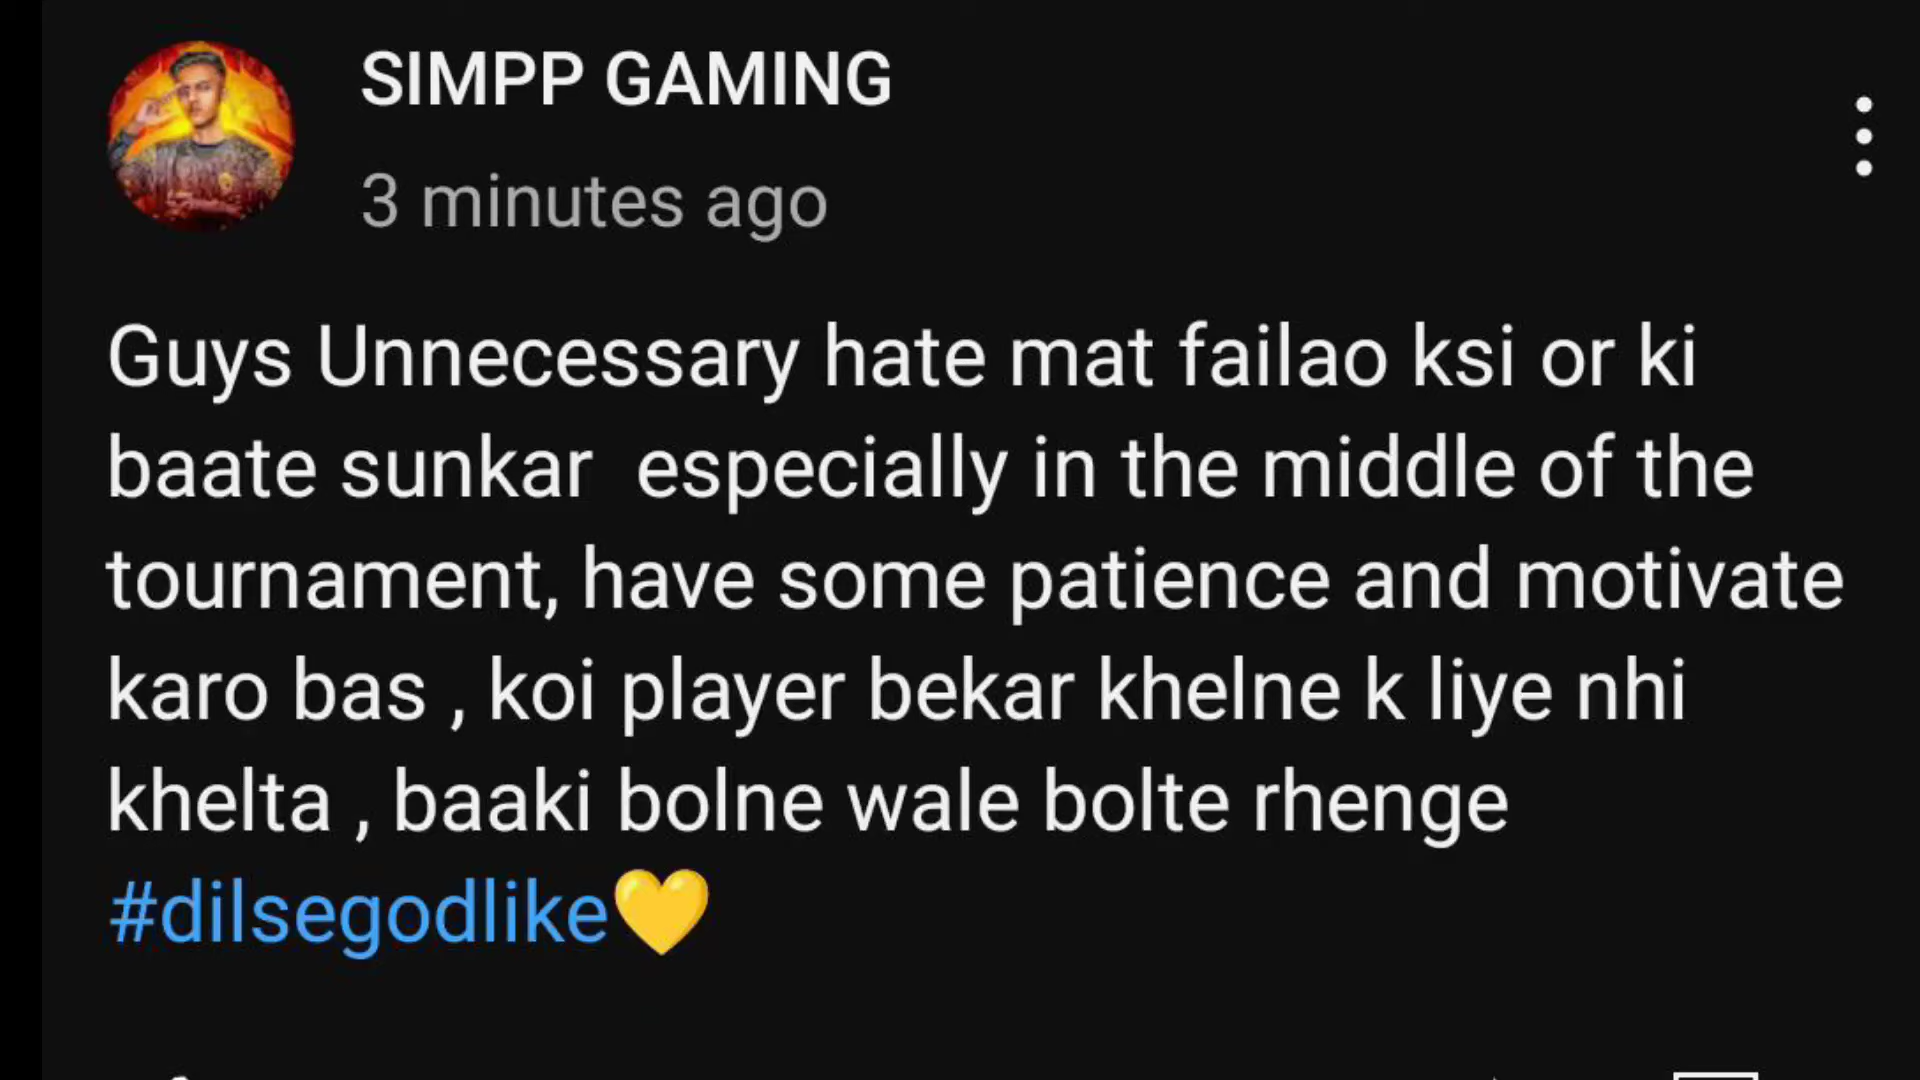 SIMPP GAMING
3 minutes ago
Guys Unnecessary hate mat failao ksi or ki
baate sunkar  especially in the middle of the
tournament, have some patience and motivate
karo bas , koi player bekar khelne k liye nhi
khelta , baaki bolne wale bolte rhenge
#dilsegodlike💛